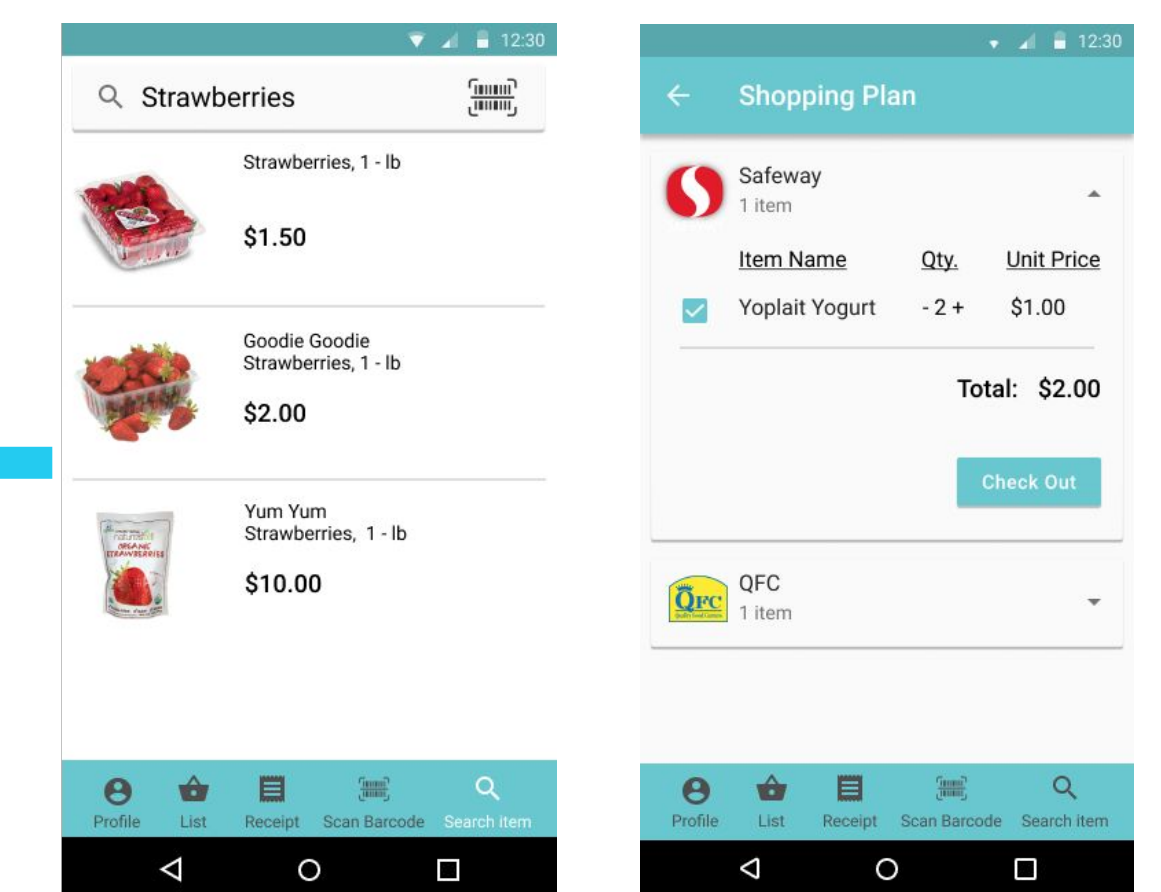 12:30
Strawberries
Strawberries, 1 - lb
$1.50
Goodie Goodie
Strawberries, 1 - lb
$2.00
ORGANIC
STRAWBERRIES
Yum Yum
Strawberries, 1 - lb
$10.00
Profile List Receipt Scan Barcode Search item
12:30
Shopping Plan
Safeway
1 item
Item Name Qty. Unit Price
Yoplait Yogurt - 2 + $1.00
Total: $2.00
Check Out
QFC
QFC
1 item
Profile List Receipt Scan Barcode Search item